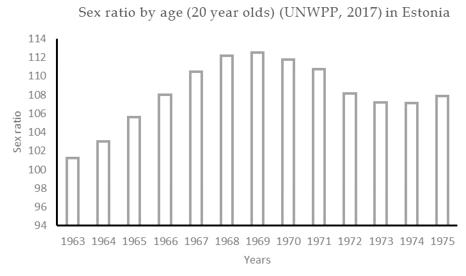 Sex ratio by age (20 year olds) (UNWPP, 2017) in Estonia
Sex ratio
114
112
110
108
106
104
102
100
98
96
94
1963 1964 1965 1966 1967 1968 1969 1970 1971 1972 1973 1974 1975
Years